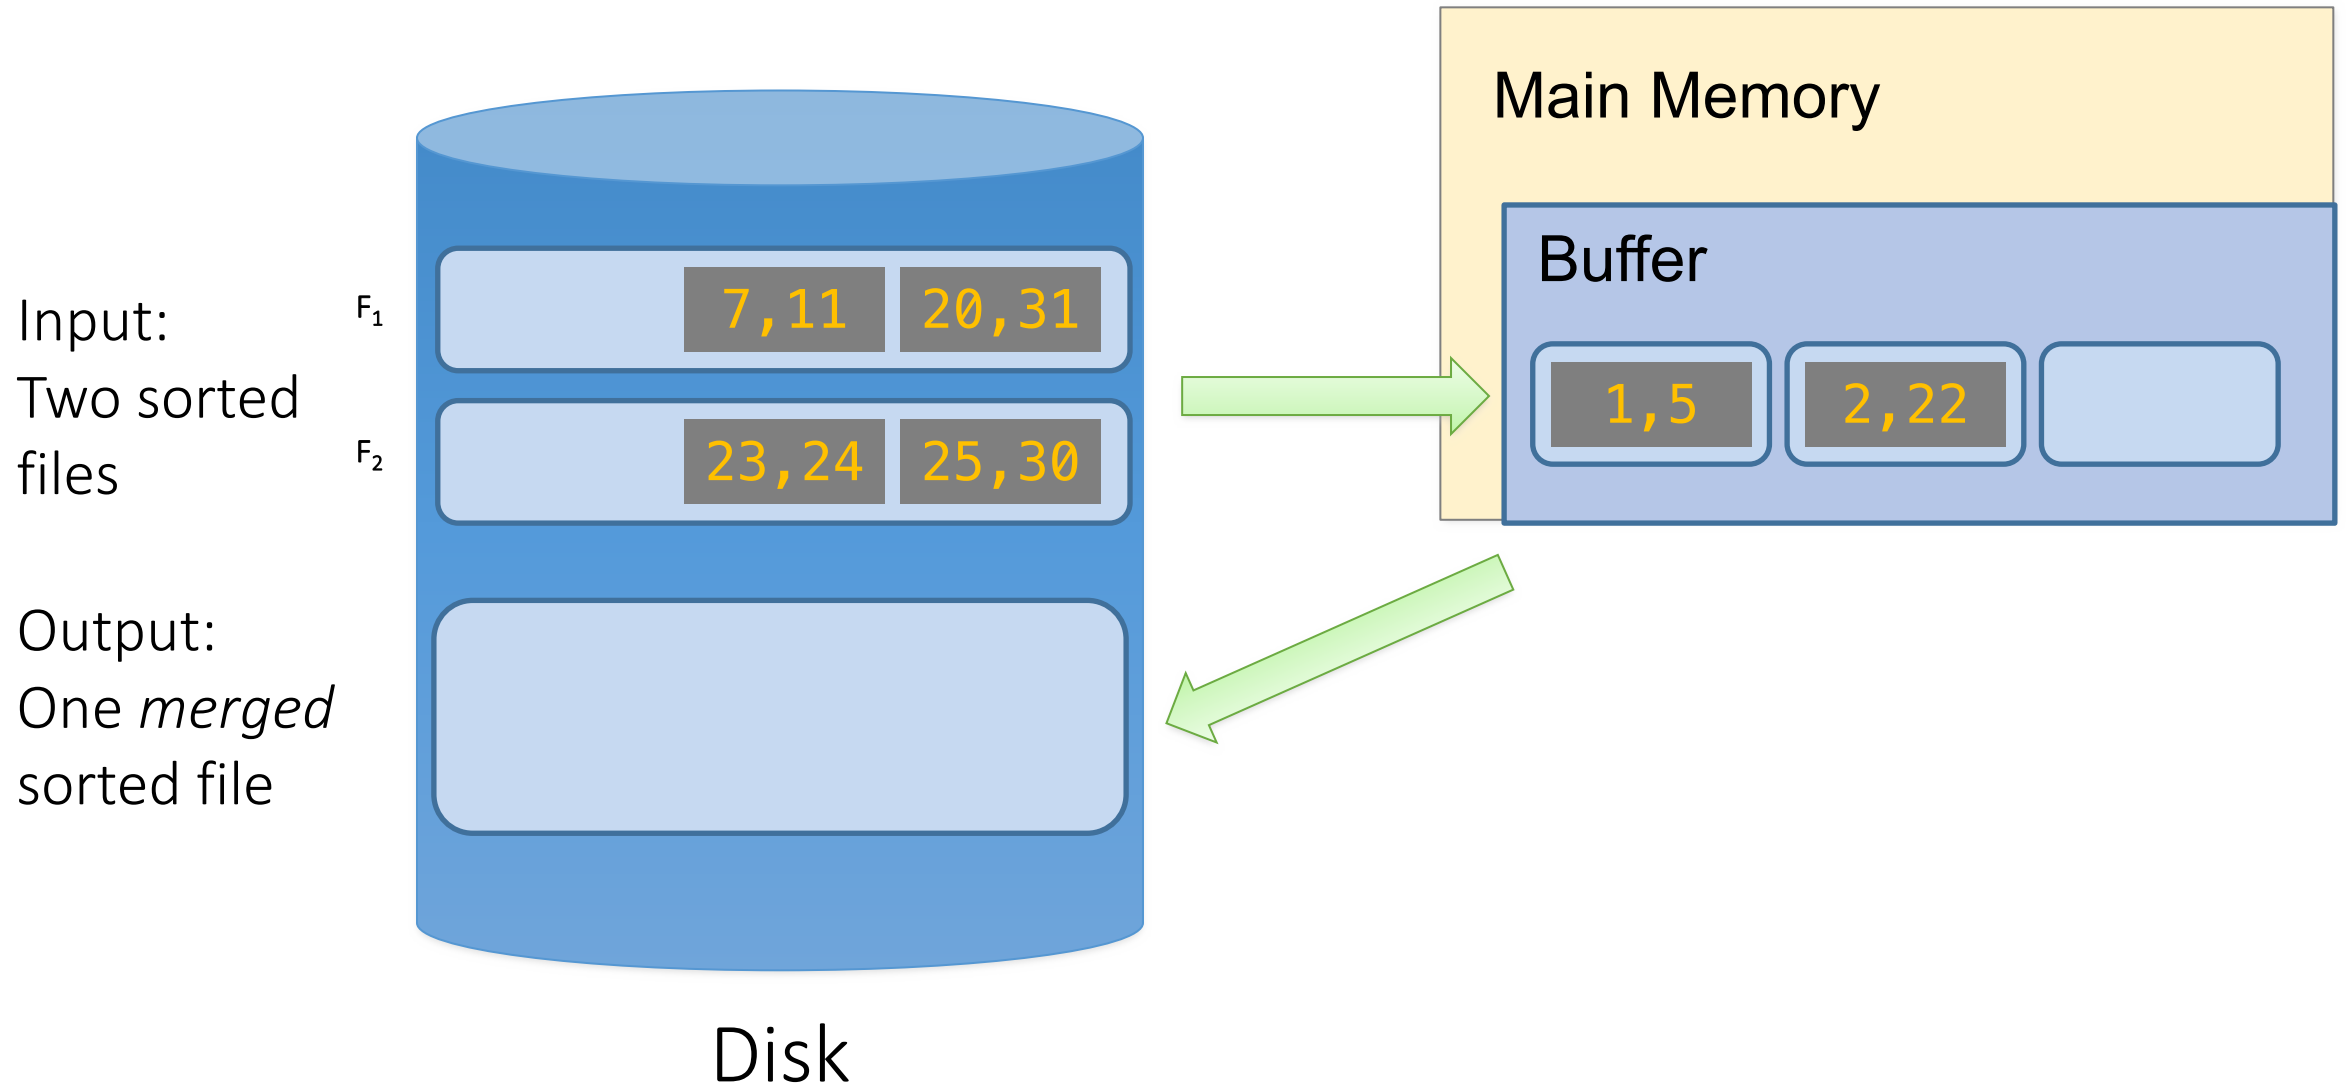 Main Memory
Buffer
Input:
Two sorted
files
F₁
7,11
20,31
F₂
23,24
25,30
1,5
2,22
Output:
One merged
sorted file
Disk